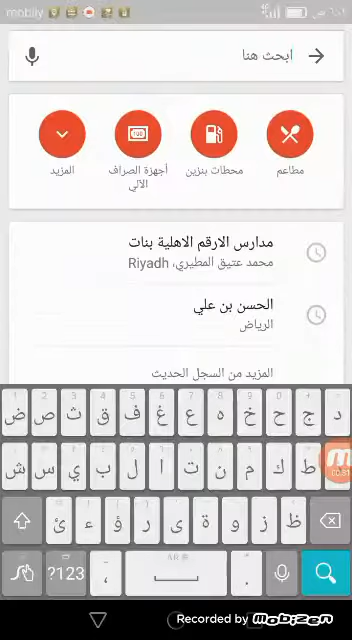 mobily
4G
ابحث هنا
مطاعم
محطات بنزين
أجهزة الصراف
الآلي
المزيد
مدارس الارقم الاهلية بنات
محمد عتيق المطيري، Riyadh
الحسن بن علي
الرياض
المزيد من السجل الحديث
ض ص ث ق ف غ ع ه خ ح ج د
ش س ي ب ل ا ت ن م ك ط
ئ ء ؤ ر ى ة و ز ظ
?123 ، .
Recorded by Mobizen